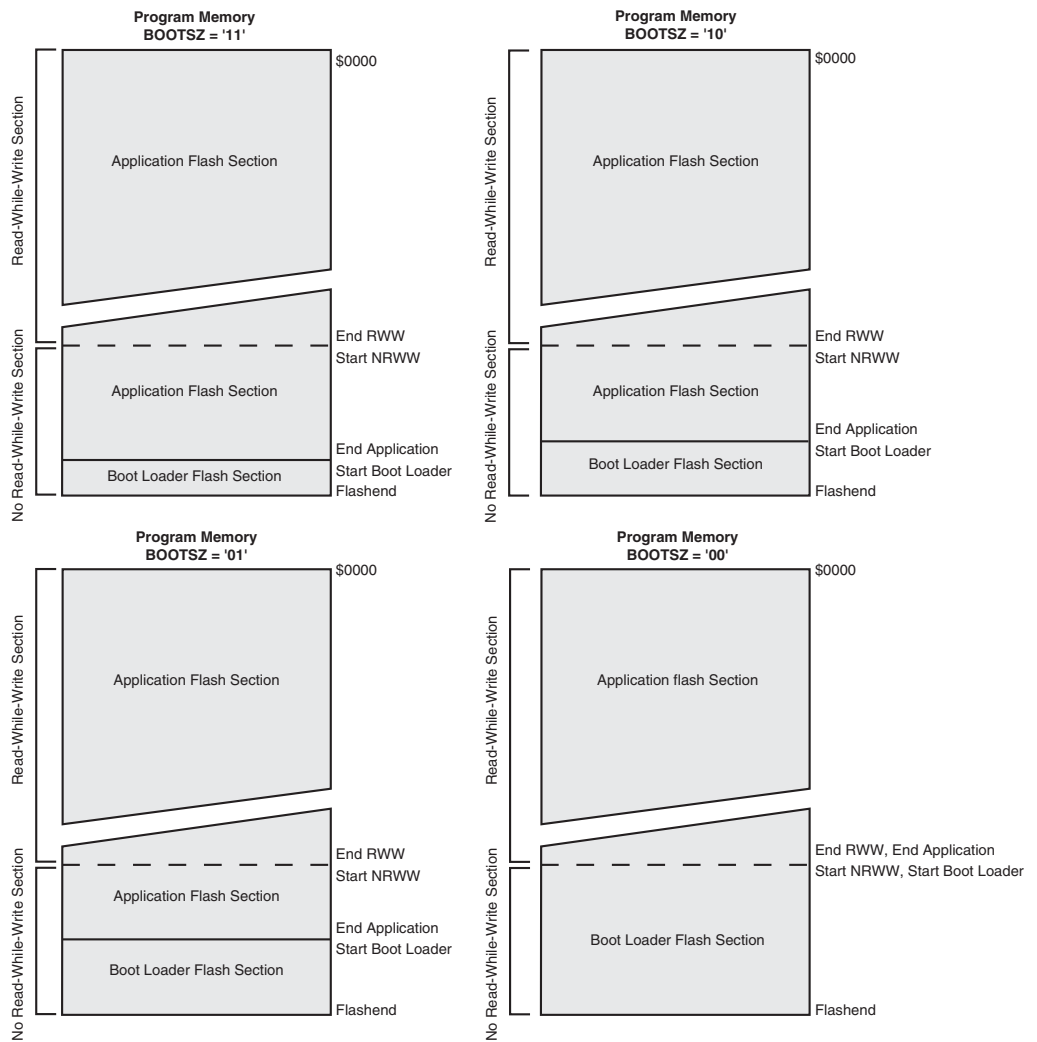 Program Memory
BOOTSZ = '11'
$0000
Read-While-Write Section
Application Flash Section
End RWW
Start NRWW
No Read-While-Write Section
Application Flash Section
End Application
Start Boot Loader
Boot Loader Flash Section
Flashend
Program Memory
BOOTSZ = '10'
$0000
Read-While-Write Section
Application Flash Section
End RWW
Start NRWW
No Read-While-Write Section
Application Flash Section
End Application
Start Boot Loader
Boot Loader Flash Section
Flashend
Program Memory
BOOTSZ = '01'
$0000
Read-While-Write Section
Application Flash Section
End RWW
Start NRWW
No Read-While-Write Section
Application Flash Section
End Application
Start Boot Loader
Boot Loader Flash Section
Flashend
Program Memory
BOOTSZ = '00'
$0000
Read-While-Write Section
Application flash Section
End RWW, End Application
Start NRWW, Start Boot Loader
No Read-While-Write Section
Boot Loader Flash Section
Flashend